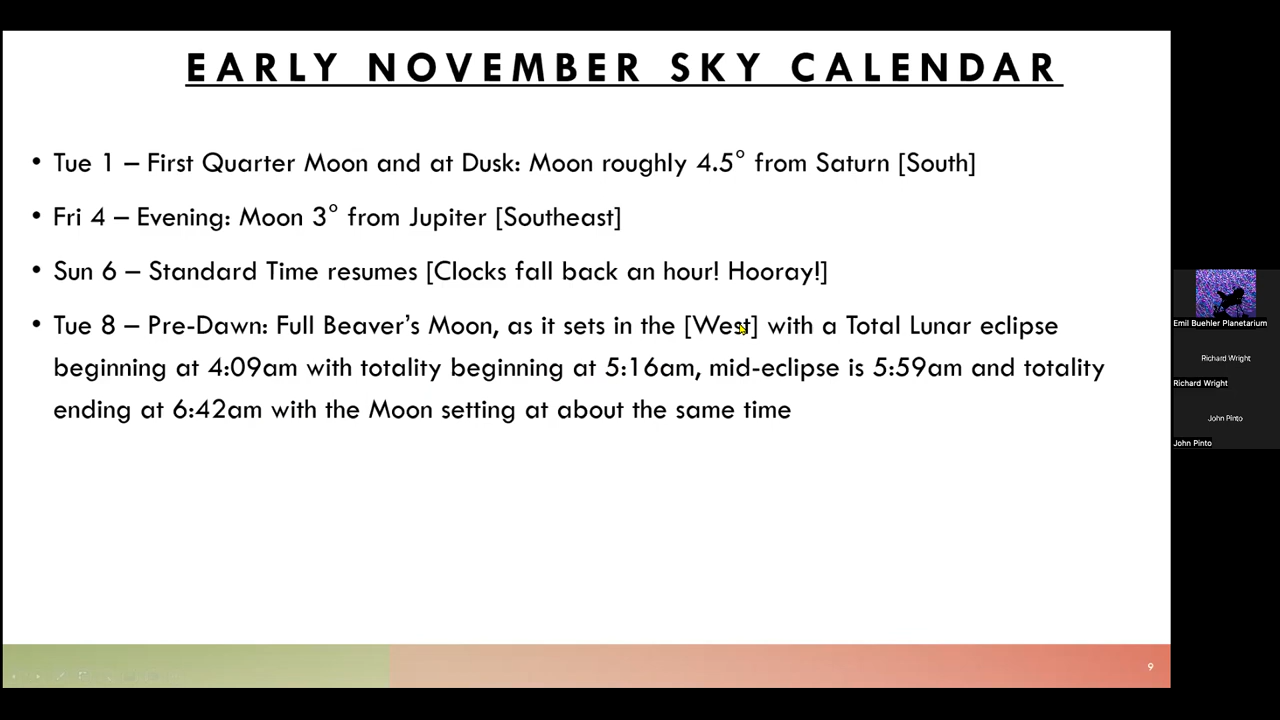 EARLY NOVEMBER SKY CALENDAR
• Tue 1 – First Quarter Moon and at Dusk: Moon roughly 4.5° from Saturn [South]
• Fri 4 – Evening: Moon 3° from Jupiter [Southeast]
• Sun 6 – Standard Time resumes [Clocks fall back an hour! Hooray!]
• Tue 8 – Pre-Dawn: Full Beaver’s Moon, as it sets in the [West] with a Total Lunar eclipse
beginning at 4:09am with totality beginning at 5:16am, mid-eclipse is 5:59am and totality
ending at 6:42am with the Moon setting at about the same time
9
Emil Buehler Planetarium
Richard Wright
Richard Wright
John Pinto
John Pinto